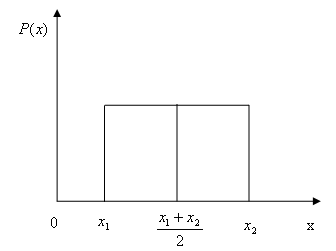 P(x)
0 x₁ (x₁ + x₂)/2 x₂ x